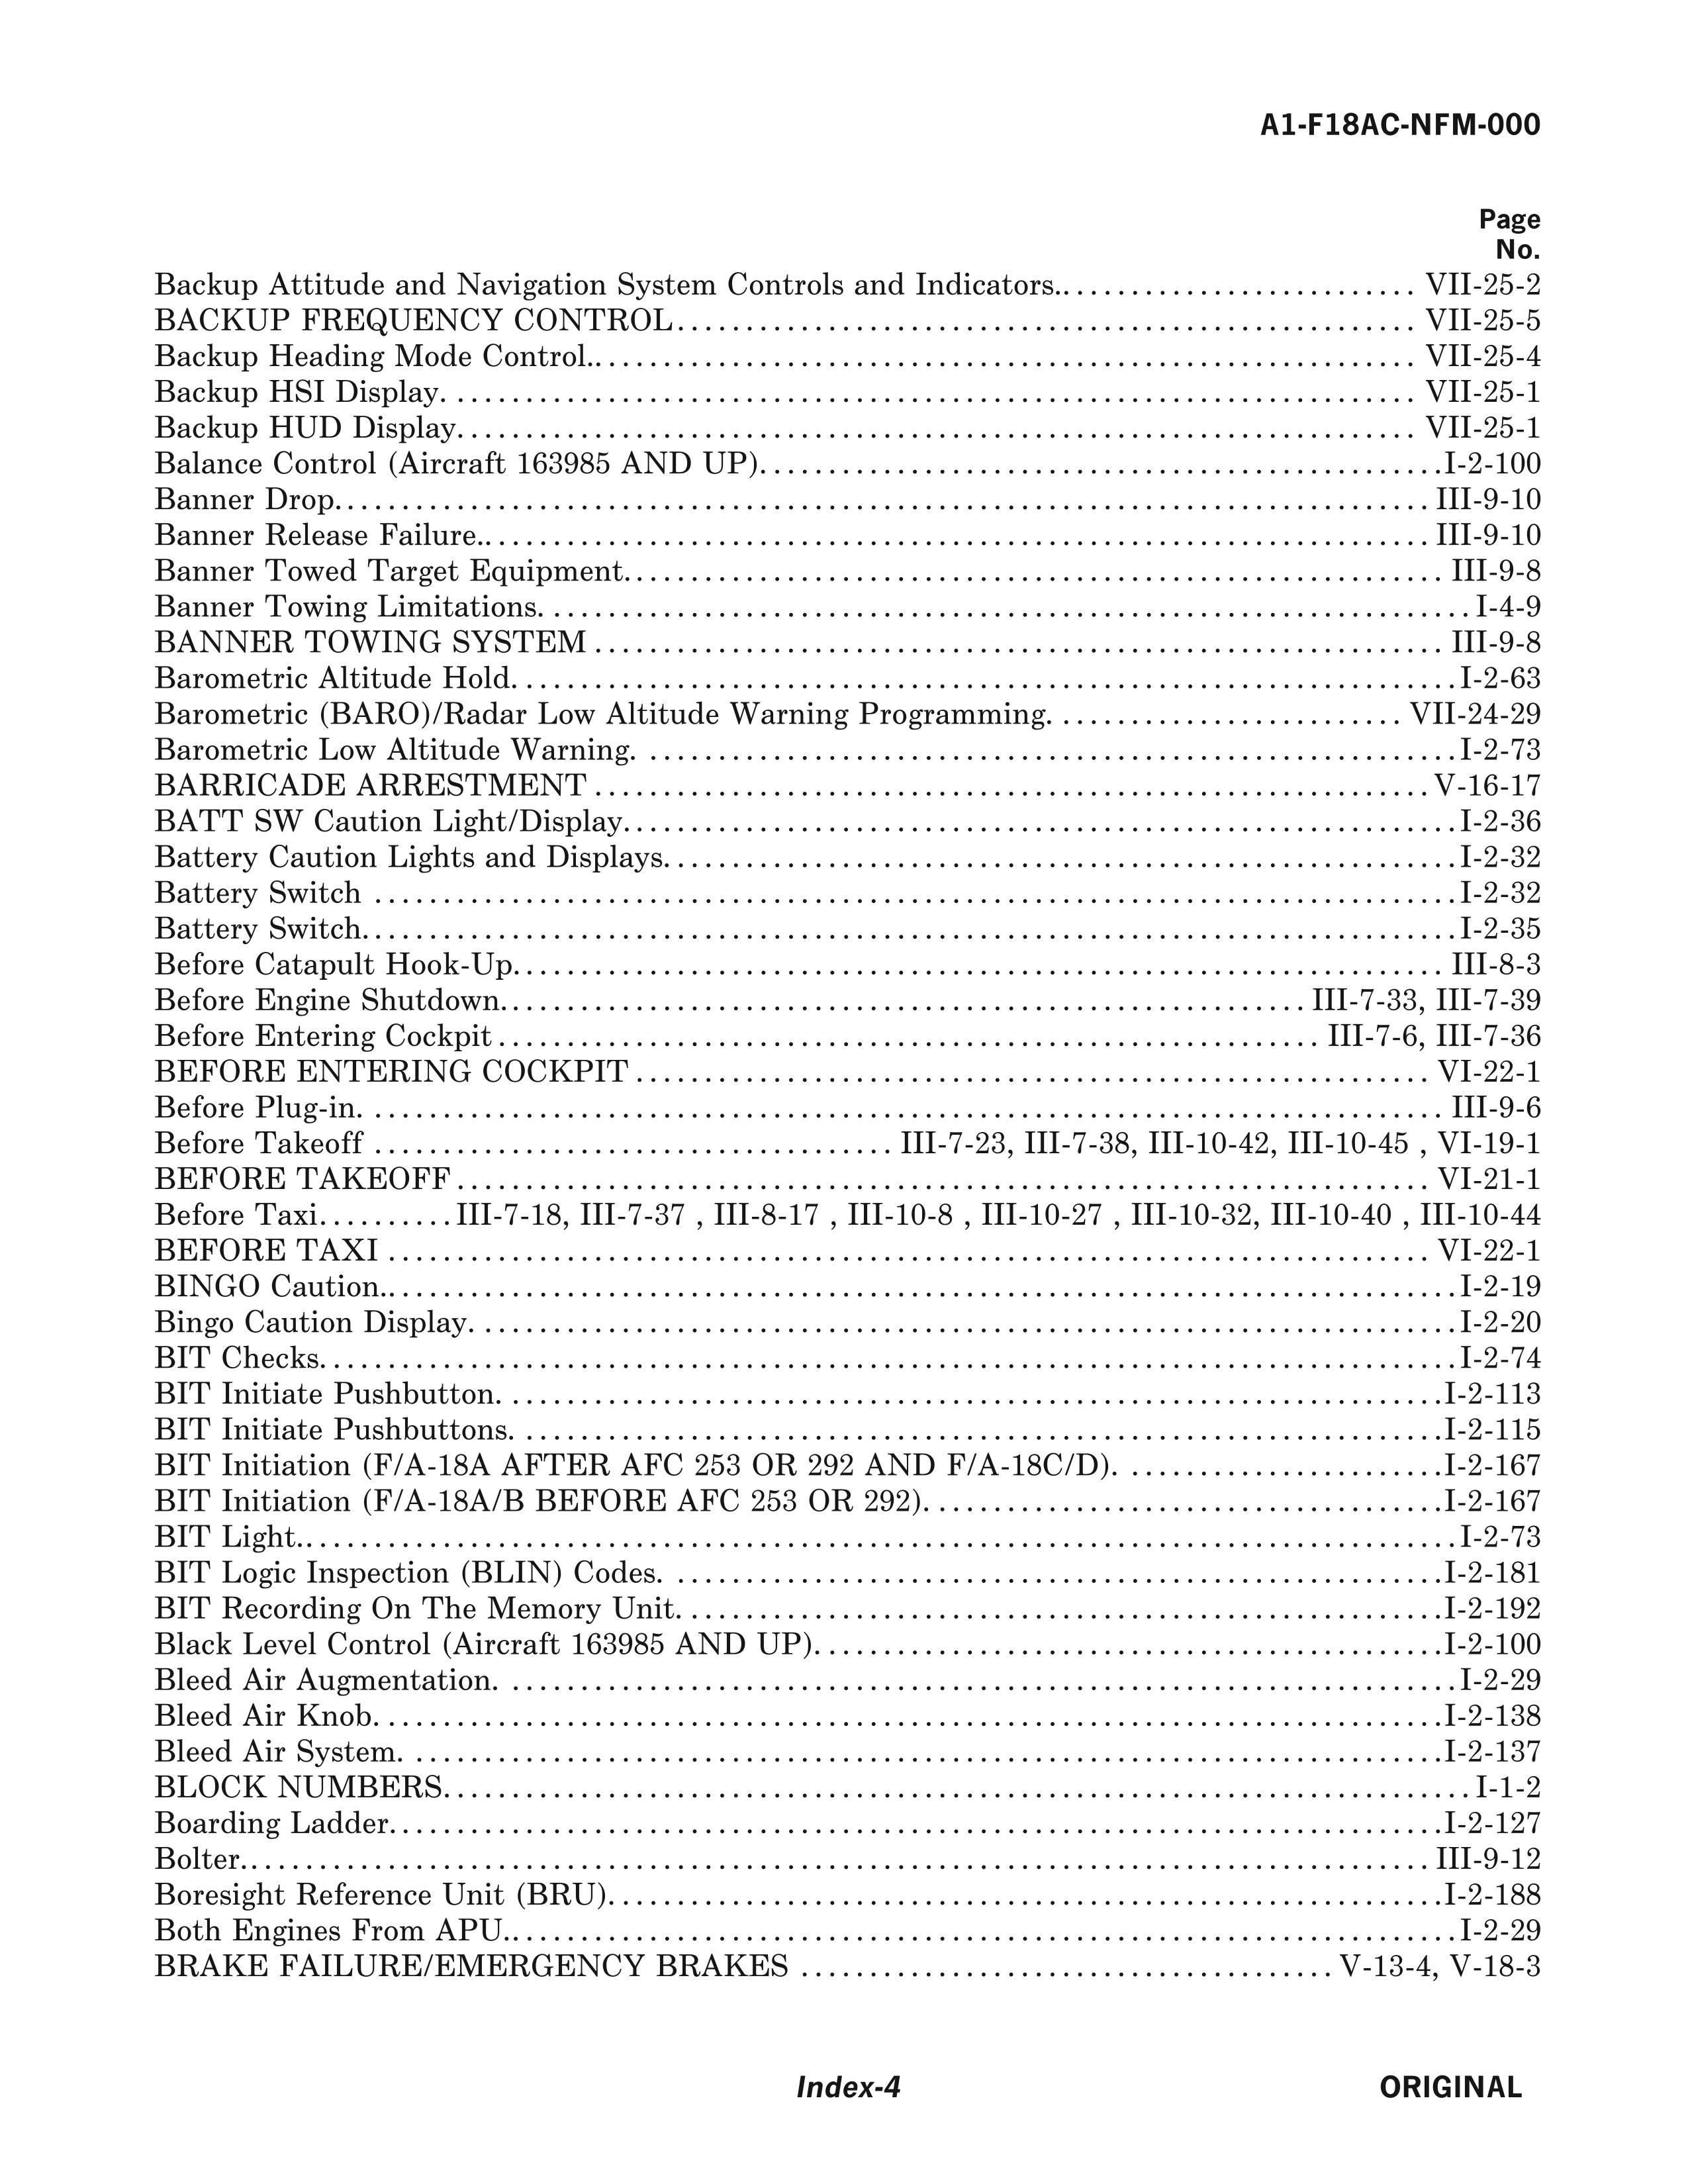 A1-F18AC-NFM-000
Page
No.
Backup Attitude and Navigation System Controls and Indicators.......................... VII-25-2
BACKUP FREQUENCY CONTROL...................................................... VII-25-5
Backup Heading Mode Control............................................................. VII-25-4
Backup HSI Display. ...................................................................... VII-25-1
Backup HUD Display...................................................................... VII-25-1
Balance Control (Aircraft 163985 AND UP)..................................................I-2-100
Banner Drop................................................................................ III-9-10
Banner Release Failure..................................................................... III-9-10
Banner Towed Target Equipment............................................................ III-9-8
Banner Towing Limitations. .................................................................... I-4-9
BANNER TOWING SYSTEM .............................................................. III-9-8
Barometric Altitude Hold. .....................................................................I-2-63
Barometric (BARO)/Radar Low Altitude Warning Programming. ......................... VII-24-29
Barometric Low Altitude Warning. ...........................................................I-2-73
BARRICADE ARRESTMENT .............................................................V-16-17
BATT SW Caution Light/Display.............................................................I-2-36
Battery Caution Lights and Displays..........................................................I-2-32
Battery Switch ...............................................................................I-2-32
Battery Switch................................................................................I-2-35
Before Catapult Hook-Up.................................................................... III-8-3
Before Engine Shutdown........................................................... III-7-33, III-7-39
Before Entering Cockpit ............................................................ III-7-6, III-7-36
BEFORE ENTERING COCKPIT .......................................................... VI-22-1
Before Plug-in. .............................................................................. III-9-6
Before Takeoff ...................................... III-7-23, III-7-38, III-10-42, III-10-45 , VI-19-1
BEFORE TAKEOFF ....................................................................... VI-21-1
Before Taxi..........III-7-18, III-7-37 , III-8-17 , III-10-8 , III-10-27 , III-10-32, III-10-40 , III-10-44
BEFORE TAXI ............................................................................ VI-22-1
BINGO Caution...............................................................................I-2-19
Bingo Caution Display. ........................................................................I-2-20
BIT Checks...................................................................................I-2-74
BIT Initiate Pushbutton. .....................................................................I-2-113
BIT Initiate Pushbuttons. ....................................................................I-2-115
BIT Initiation (F/A-18A AFTER AFC 253 OR 292 AND F/A-18C/D). .......................I-2-167
BIT Initiation (F/A-18A/B BEFORE AFC 253 OR 292)......................................I-2-167
BIT Light.....................................................................................I-2-73
BIT Logic Inspection (BLIN) Codes. ........................................................I-2-181
BIT Recording On The Memory Unit........................................................I-2-192
Black Level Control (Aircraft 163985 AND UP)..............................................I-2-100
Bleed Air Augmentation. .....................................................................I-2-29
Bleed Air Knob..............................................................................I-2-138
Bleed Air System. ...........................................................................I-2-137
BLOCK NUMBERS........................................................................... I-1-2
Boarding Ladder.............................................................................I-2-127
Bolter....................................................................................... III-9-12
Boresight Reference Unit (BRU).............................................................I-2-188
Both Engines From APU......................................................................I-2-29
BRAKE FAILURE/EMERGENCY BRAKES ....................................... V-13-4, V-18-3
Index-4
ORIGINAL